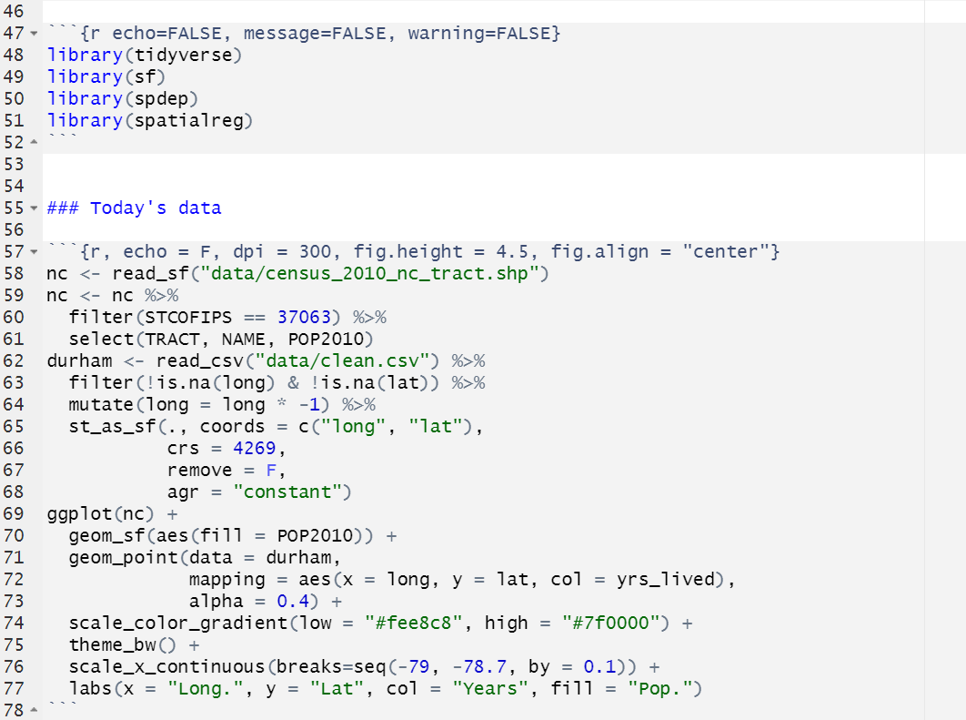 46
47 ```{r echo=FALSE, message=FALSE, warning=FALSE}
48 library(tidyverse)
49 library(sf)
50 library(spdep)
51 library(spatialreg)
52 ```
53
54
55 ### Today's data
56
57 ```{r, echo = F, dpi = 300, fig.height = 4.5, fig.align = "center"}
58 nc <- read_sf("data/census_2010_nc_tract.shp")
59 nc <- nc %>%
60   filter(STCOFIPS == 37063) %>%
61   select(TRACT, NAME, POP2010)
62 durham <- read_csv("data/clean.csv") %>%
63   filter(!is.na(long) & !is.na(lat)) %>%
64   mutate(long = long * -1) %>%
65   st_as_sf(., coords = c("long", "lat"),
66            crs = 4269,
67            remove = F,
68            agr = "constant")
69 ggplot(nc) +
70   geom_sf(aes(fill = POP2010)) +
71   geom_point(data = durham,
72              mapping = aes(x = long, y = lat, col = yrs_lived),
73              alpha = 0.4) +
74   scale_color_gradient(low = "#fee8c8", high = "#7f0000") +
75   theme_bw() +
76   scale_x_continuous(breaks=seq(-79, -78.7, by = 0.1)) +
77   labs(x = "Long.", y = "Lat", col = "Years", fill = "Pop.")
78 ```